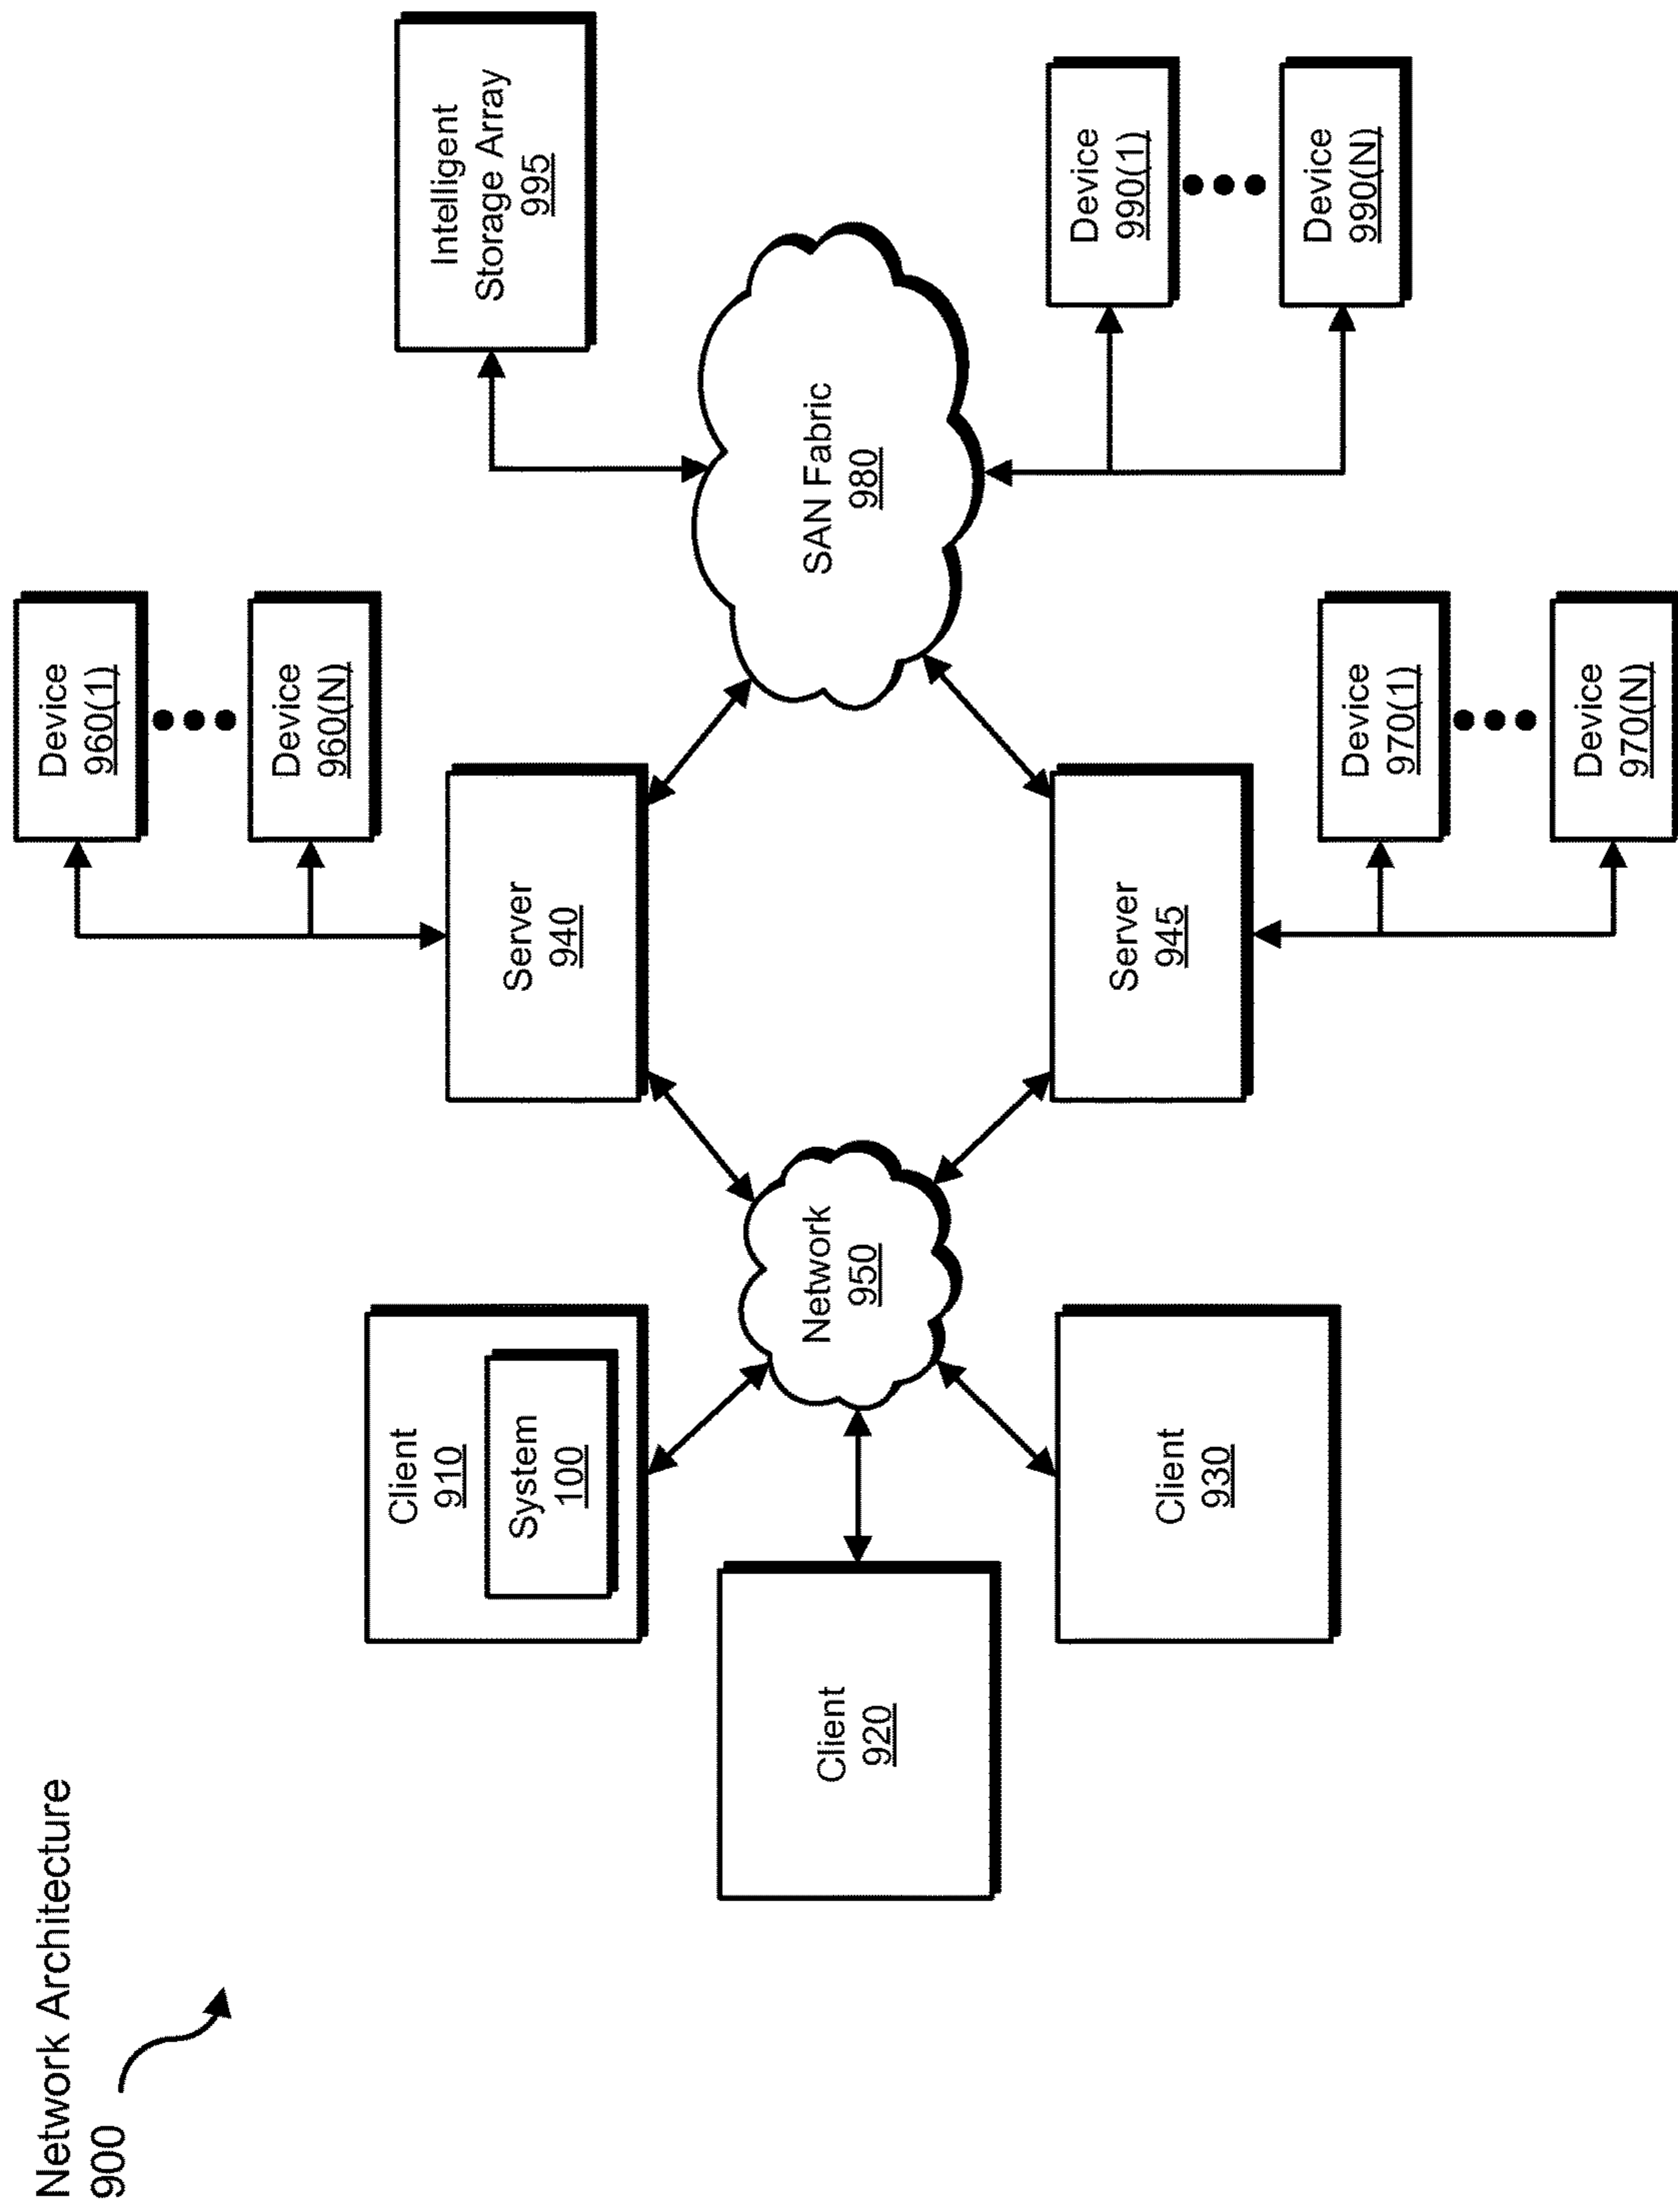 Network Architecture
900
Client
910
System
100
Client
920
Client
930
Network
950
Server
940
Server
945
Device
960(1)
Device
960(N)
Device
970(1)
Device
970(N)
SAN Fabric
980
Intelligent
Storage Array
995
Device
990(1)
Device
990(N)